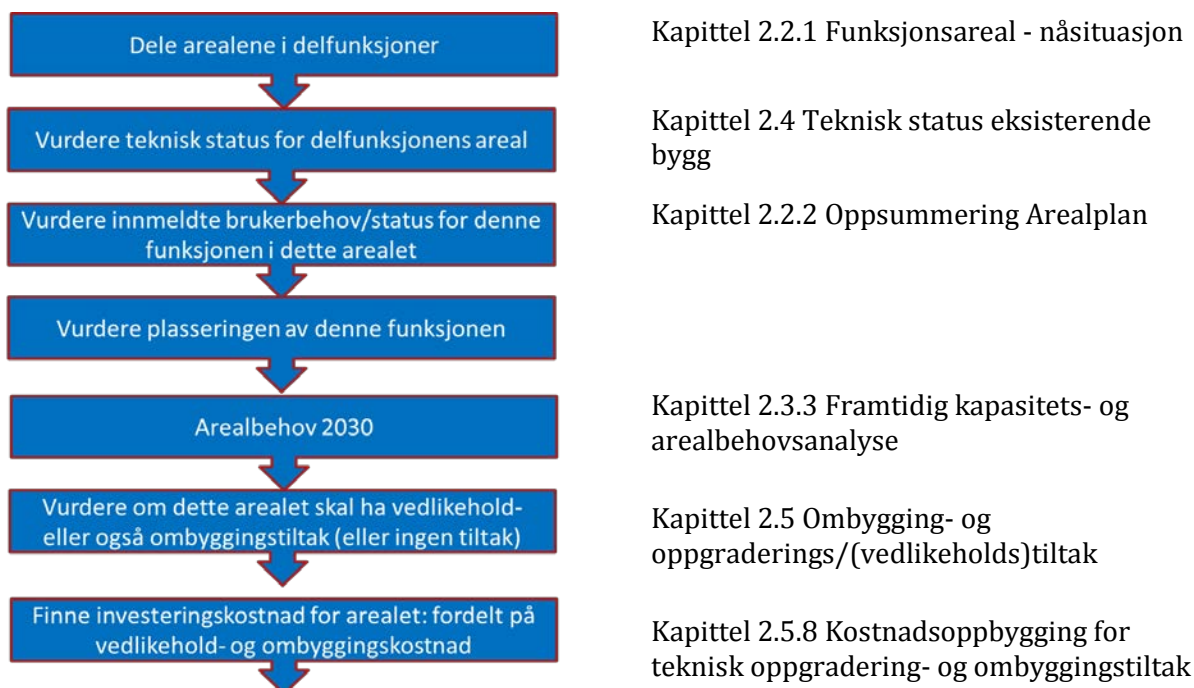 Dele arealene i delfunksjoner
Kapittel 2.2.1 Funksjonsareal - nåsituasjon
Vurdere teknisk status for delfunksjonens areal
Kapittel 2.4 Teknisk status eksisterende
bygg
Vurdere innmeldte brukerbehov/status for denne
funksjonen i dette arealet
Kapittel 2.2.2 Oppsummering Arealplan
Vurdere plasseringen av denne funksjonen
Arealbehov 2030
Kapittel 2.3.3 Framtidig kapasitets- og
arealbehovsanalyse
Vurdere om dette arealet skal ha vedlikehold-
eller også ombyggingstiltak (eller ingen tiltak)
Kapittel 2.5 Ombygging- og
oppgraderings/(vedlikeholds)tiltak
Finne investeringskostnad for arealet: fordelt på
vedlikehold- og ombyggingskostnad
Kapittel 2.5.8 Kostnadsoppbygging for
teknisk oppgradering- og ombyggingstiltak